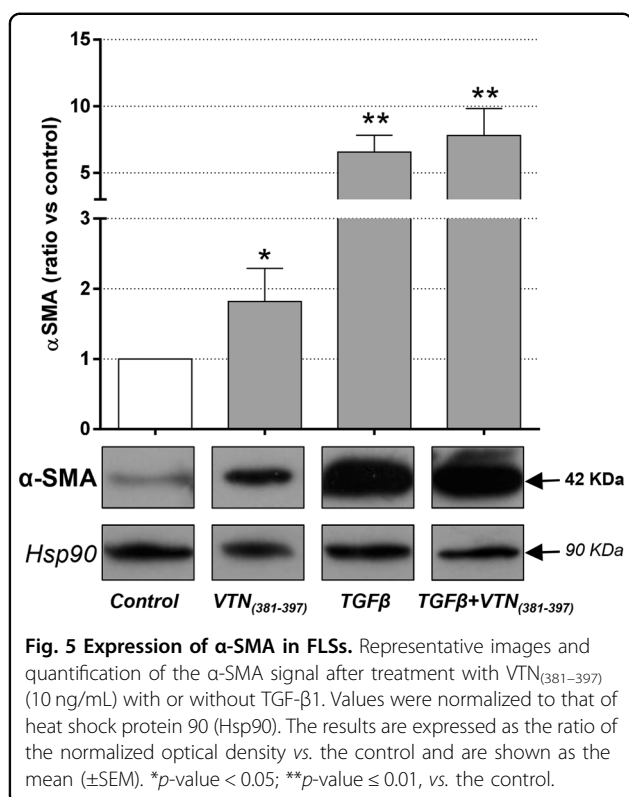 15
10
5
3
2
1
0
αSMA (ratio vs control)
*
**
**
α-SMA
42 KDa
Hsp90
90 KDa
Control VTN(381-397) TGFβ TGFβ+VTN(381-397)
Fig. 5 Expression of α-SMA in FLSs. Representative images and
quantification of the α-SMA signal after treatment with VTN(381–397)
(10 ng/mL) with or without TGF-β1. Values were normalized to that of
heat shock protein 90 (Hsp90). The results are expressed as the ratio of
the normalized optical density vs. the control and are shown as the
mean (±SEM). *p-value < 0.05; **p-value ≤ 0.01, vs. the control.